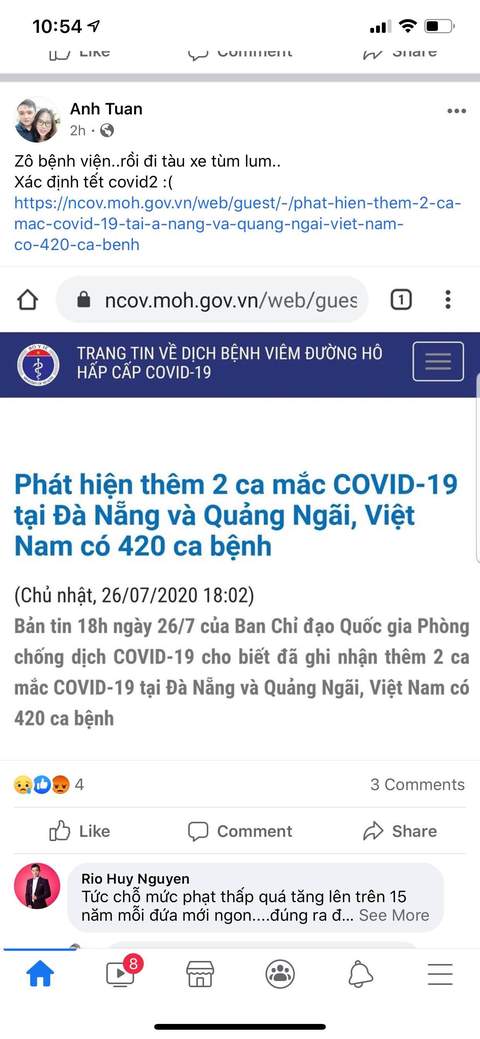 10:54
Like Comment Share
Anh Tuan
2h
Zô bệnh viện..rồi đi tàu xe tùm lum..
Xác định tết covid2 :(
https://ncov.moh.gov.vn/web/guest/-/phat-hien-them-2-ca-
mac-covid-19-tai-a-nang-va-quang-ngai-viet-nam-
co-420-ca-benh
ncov.moh.gov.vn/web/gues
1
TRANG TIN VỀ DỊCH BỆNH VIÊM ĐƯỜNG HÔ
HẤP CẤP COVID-19
Phát hiện thêm 2 ca mắc COVID-19
tại Đà Nẵng và Quảng Ngãi, Việt
Nam có 420 ca bệnh
(Chủ nhật, 26/07/2020 18:02)
Bản tin 18h ngày 26/7 của Ban Chỉ đạo Quốc gia Phòng
chống dịch COVID-19 cho biết đã ghi nhận thêm 2 ca
mắc COVID-19 tại Đà Nẵng và Quảng Ngãi, Việt Nam có
420 ca bệnh
4 3 Comments
Like Comment Share
Rio Huy Nguyen
Tức chỗ mức phạt thấp quá tăng lên trên 15
năm mỗi đứa mới ngon....đúng ra đ... See More
8